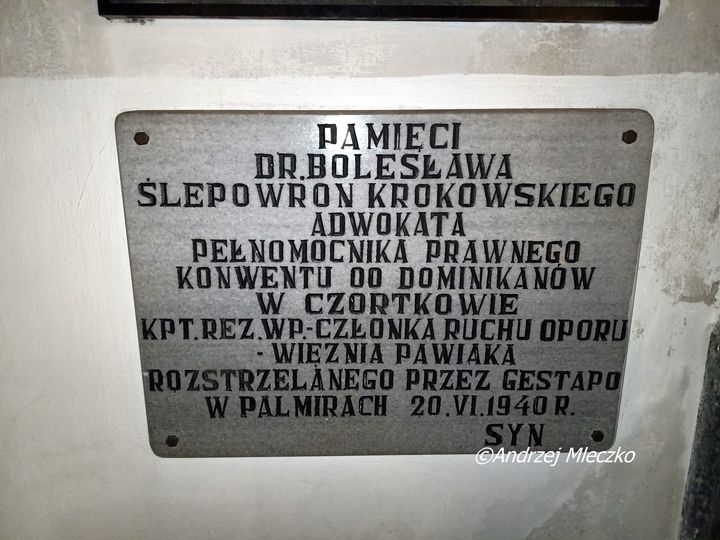 PAMIĘCI
DR.BOLESŁAWA
ŚLEPOWRON KROKOWSKIEGO
ADWOKATA
PEŁNOMOCNIKA PRAWNEGO
KONWENTU OO DOMINIKANÓW
W CZORTKOWIE
KPT.REZ.WP.-CZŁONKA RUCHU OPORU
- WIĘŹNIA PAWIAKA
ROZSTRZELANEGO PRZEZ GESTAPO
W PALMIRACH 20.VI.1940 R.
SYN
©Andrzej Mleczko